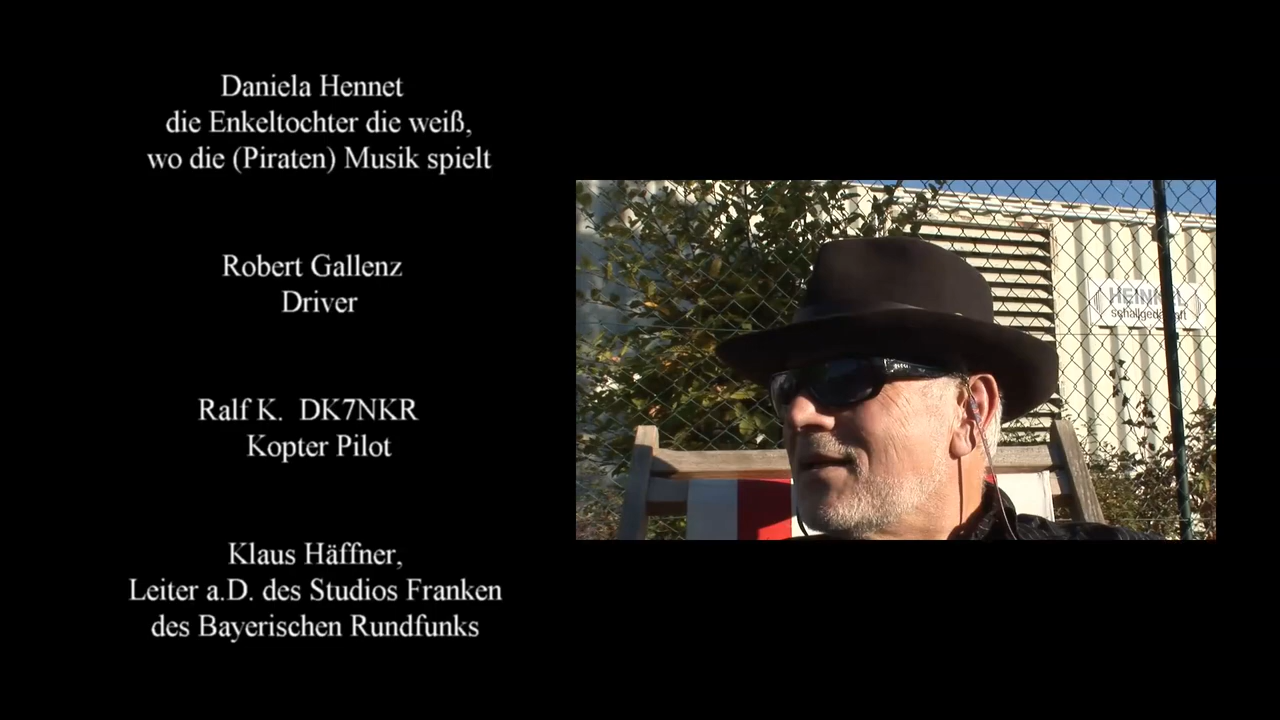 Daniela Hennet
die Enkeltochter die weiß,
wo die (Piraten) Musik spielt
Robert Gallenz
Driver
Ralf K. DK7NKR
Kopter Pilot
Klaus Häffner,
Leiter a.D. des Studios Franken
des Bayerischen Rundfunks